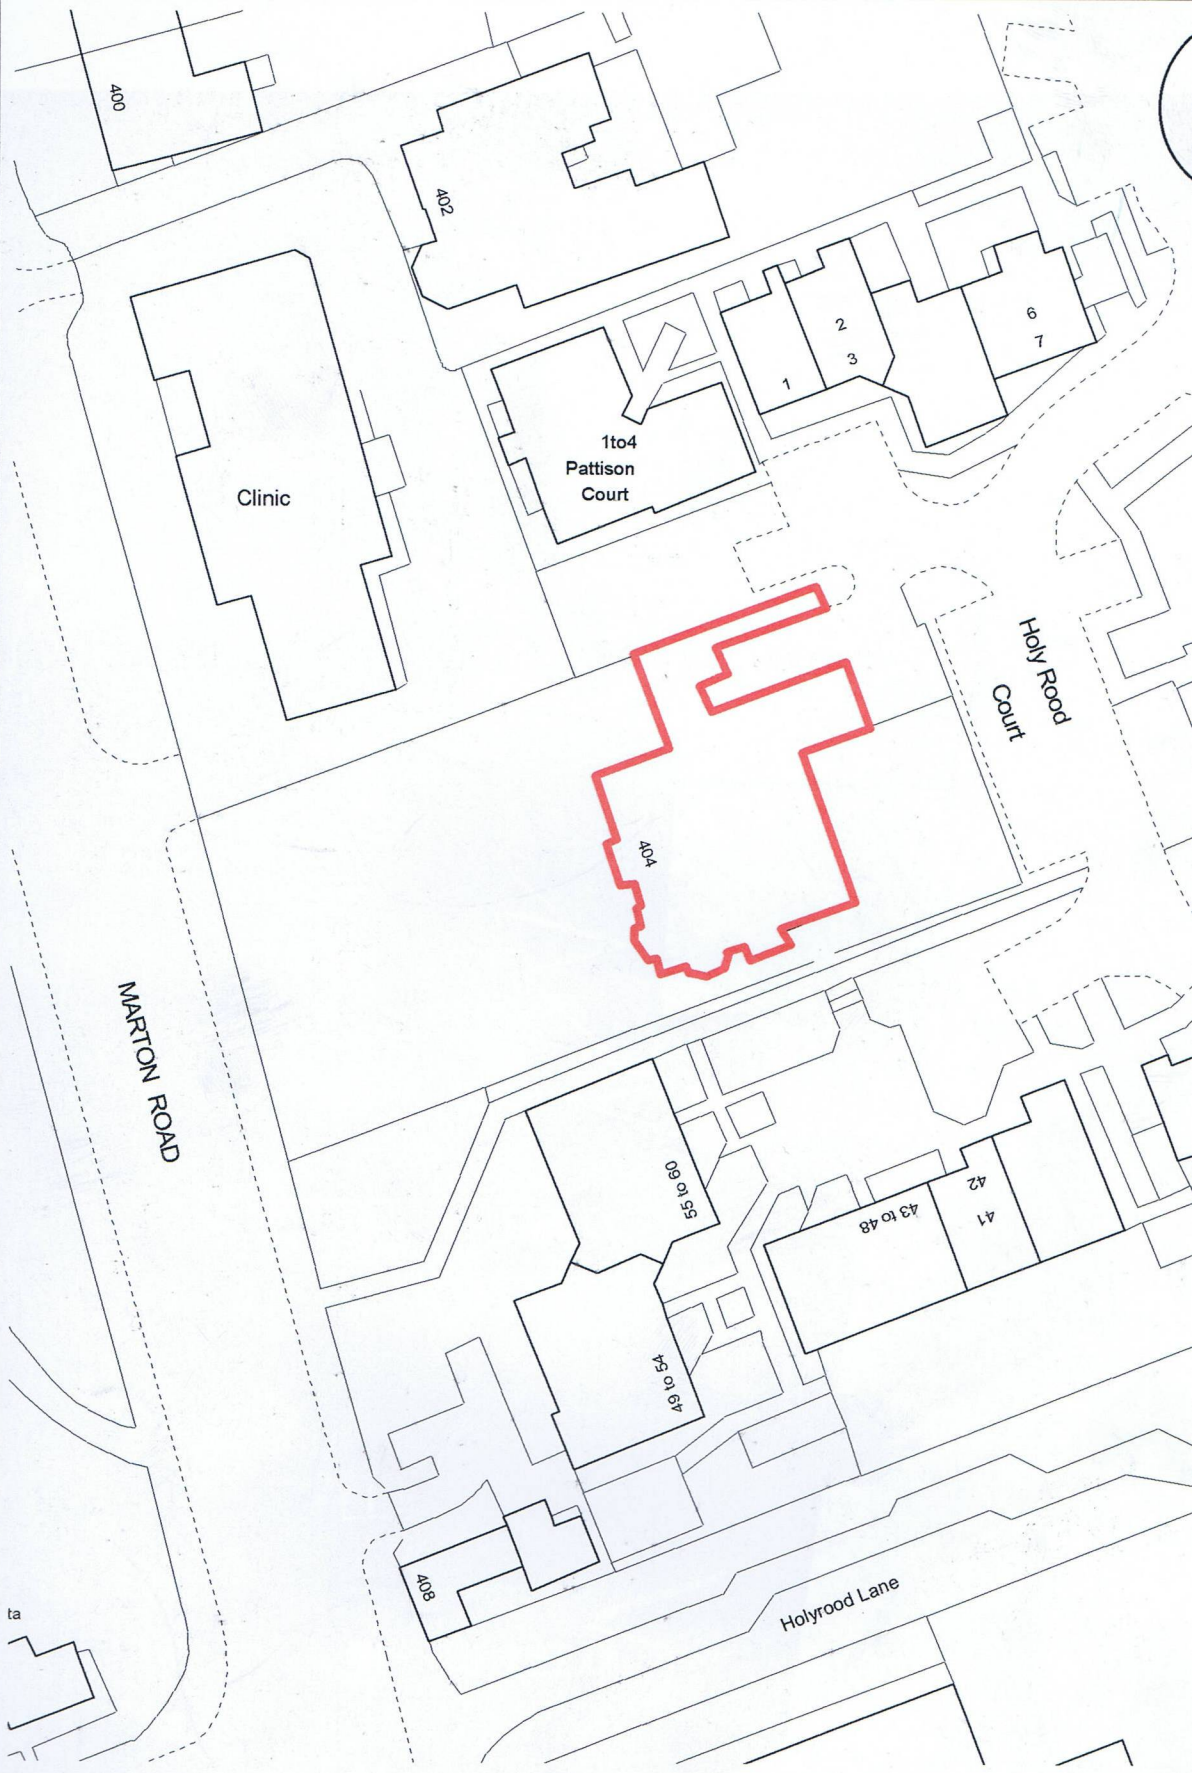 400
402
Clinic
1to4
Pattison
Court
1
2
3
6
7
Holy Rood
Court
404
MARTON ROAD
55 to 60
43 to 48
42
41
49 to 54
408
Holyrood Lane
ta